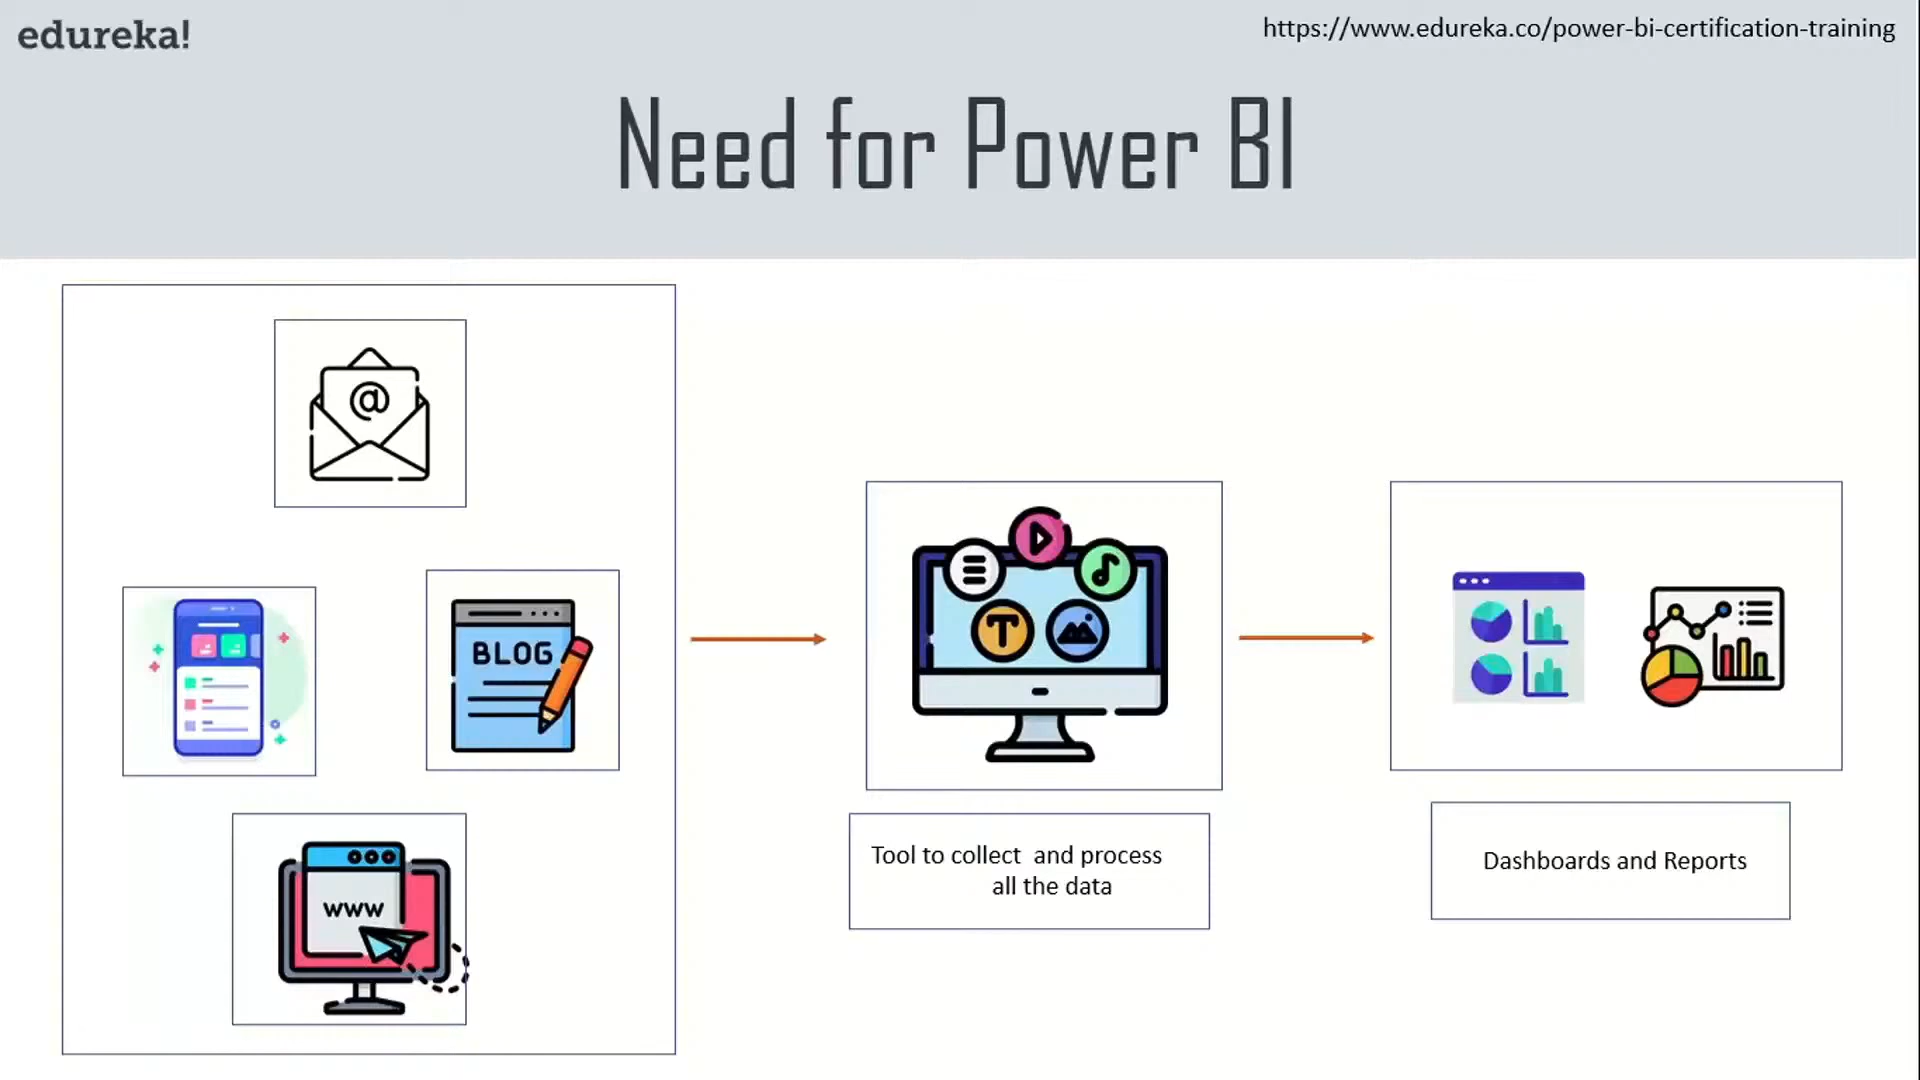 edureka!
https://www.edureka.co/power-bi-certification-training
Need for Power BI
@
BLOG
T
www
Tool to collect and process
all the data
Dashboards and Reports